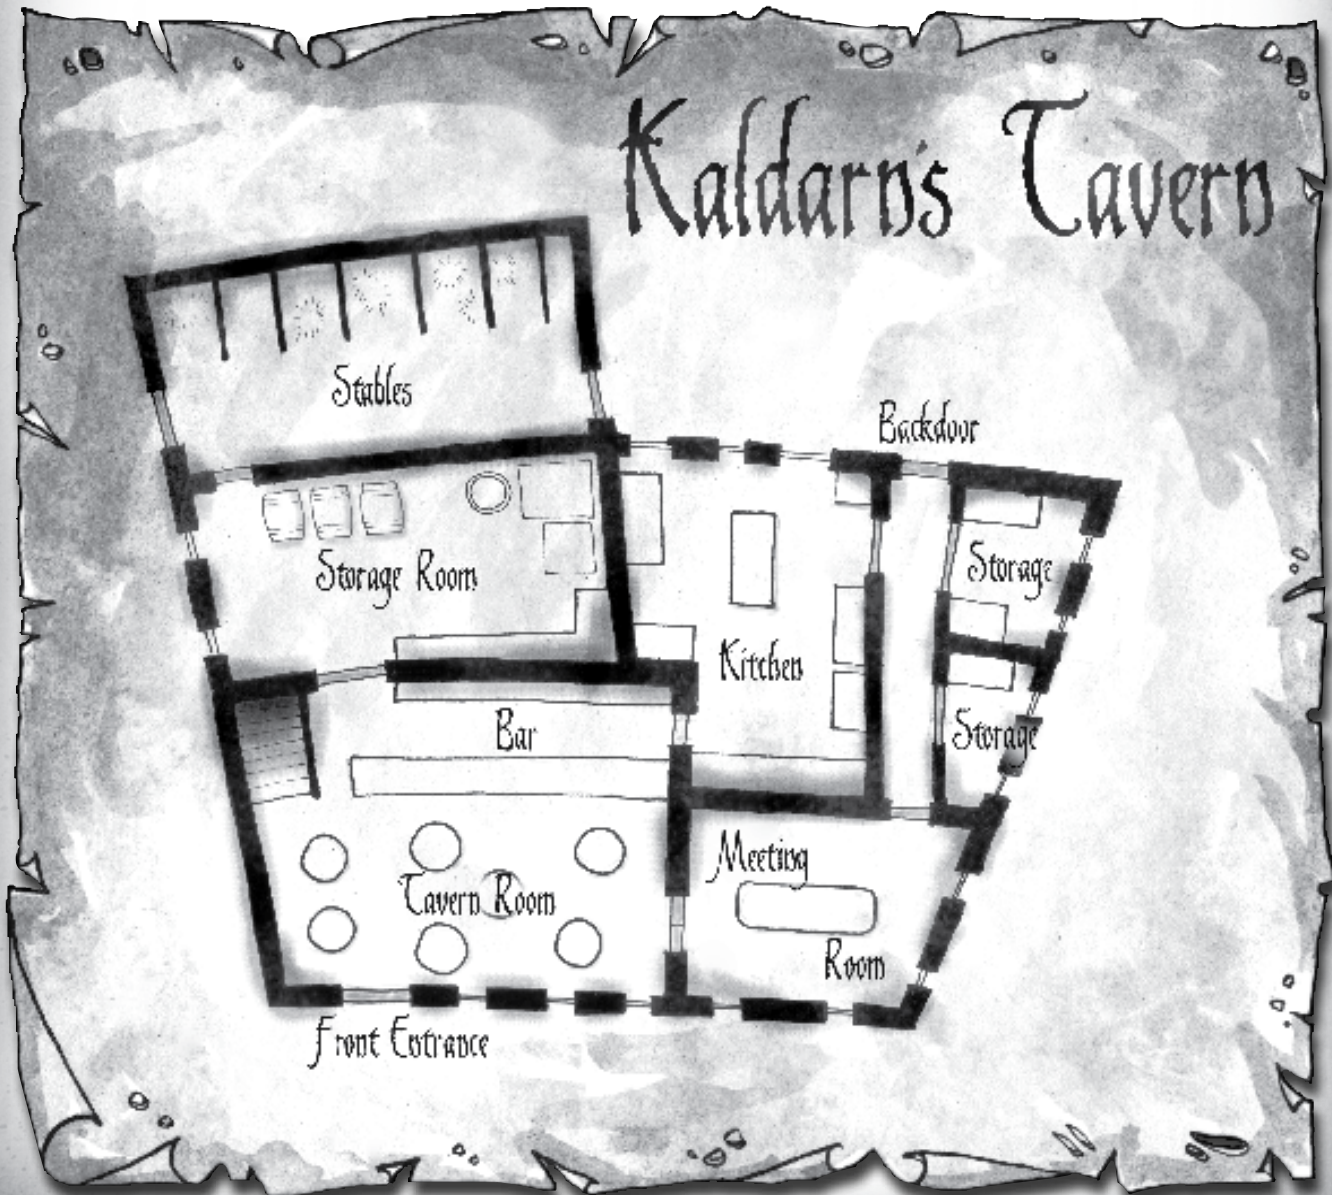 Kaldarn's Tavern
Stables
Backdoor
Storage Room
Storage
Kitchen
Storage
Bar
Meeting
Room
Tavern Room
Front Entrance